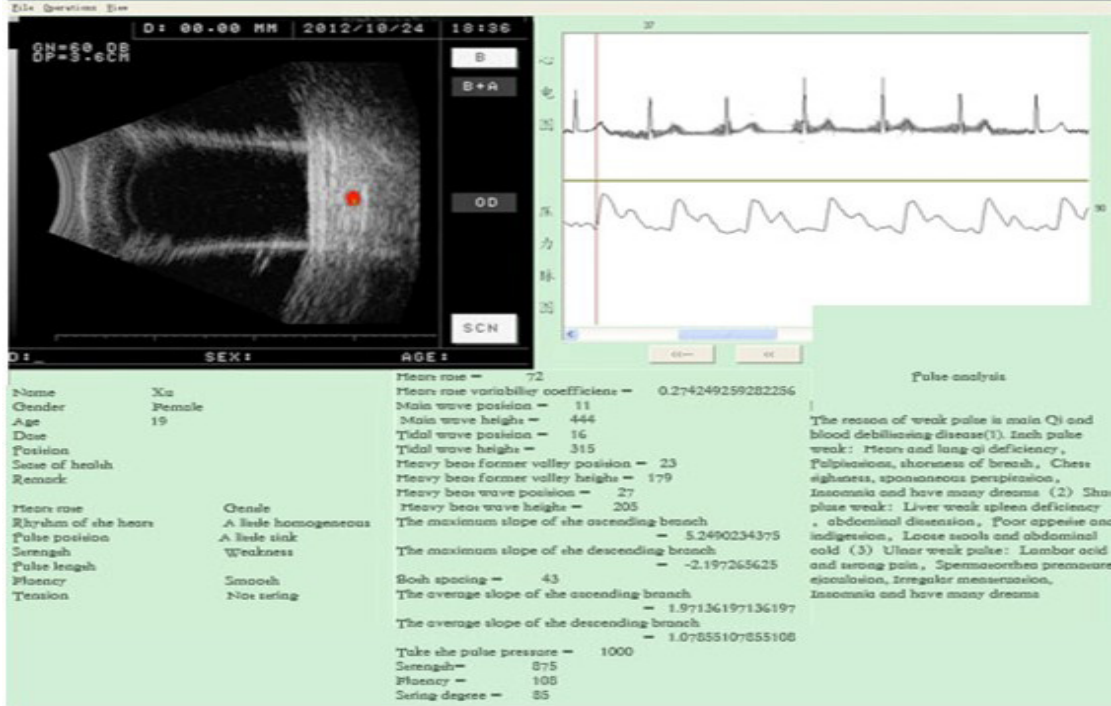 File Operations View
D: 00.00 MM 2012/10/24 18:36
GN=60 DB
DP=3.6CM
B
B+A
OD
SCN
D:_ SEX: AGE:
37
心
电
图
压
力
脉
图
90
<<
Name Xu
Gender Female
Age 19
Date
Position
State of health
Remark
Heart rate Gentle
Rhythm of the heart A little homogeneous
Pulse position A little sink
Strength Weakness
Pulse length
Fluency Smooth
Tension Not string
Heart rate = 72
Heart rate variability coefficient = 0.274249259282256
Main wave position = 11
Main wave height = 444
Tidal wave position = 16
Tidal wave height = 315
Heavy beat former valley position = 23
Heavy beat former valley height = 179
Heavy beat wave position = 27
Heavy beat wave height = 205
The maximum slope of the ascending branch
= 5.2490234375
The maximum slope of the descending branch
= -2.197265625
Both spacing = 43
The average slope of the ascending branch
= 1.97136197136197
The average slope of the descending branch
= 1.07855107855108
Take the pulse pressure = 1000
Strength= 875
Fluency = 108
String degree = 85
Pulse analysis
The reason of weak pulse is main Qi and
blood debilitating disease(1). Inch pulse
weak: Heart and lung qi deficiency,
Palpitations, shortness of breath, Chest
tightness, spontaneous perspiration,
Insomnia and have many dreams (2) Shut
pluse weak: Liver weak spleen deficiency
, abdominal distension, Poor appetite and
indigestion, Loose stools and abdominal
cold (3) Ulnar weak pulse: Lumbar acid
and strong pain, Spermatorrhea premature
ejaculation, Irregular menstruation,
Insomnia and have many dreams